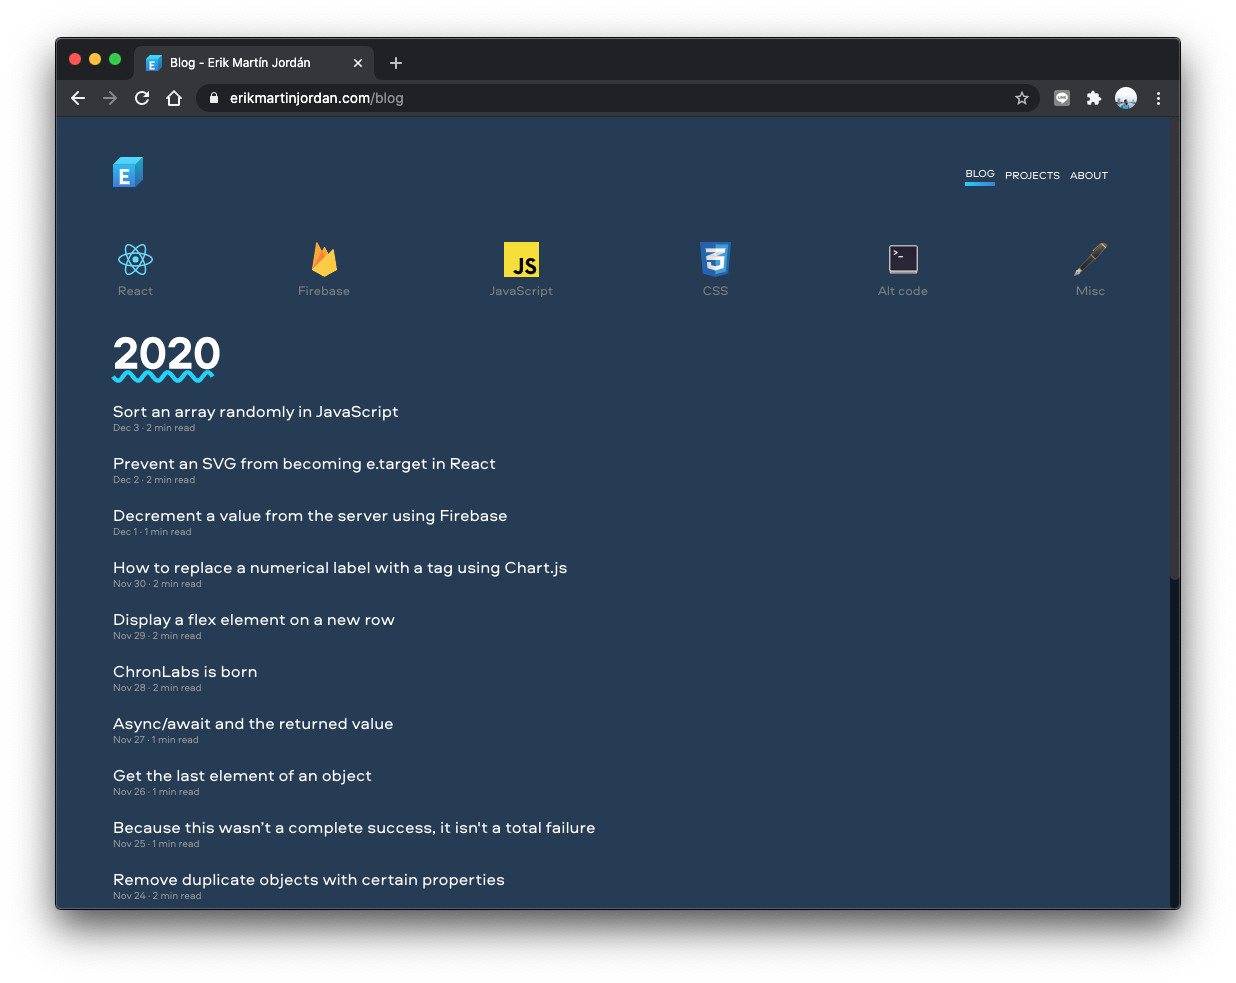 Blog - Erik Martín Jordán
erikmartinjordan.com/blog
E
BLOG PROJECTS ABOUT
JS
3
>_
React Firebase JavaScript CSS Alt code Misc
2020
Sort an array randomly in JavaScript
Dec 3 · 2 min read
Prevent an SVG from becoming e.target in React
Dec 2 · 2 min read
Decrement a value from the server using Firebase
Dec 1 · 1 min read
How to replace a numerical label with a tag using Chart.js
Nov 30 · 2 min read
Display a flex element on a new row
Nov 29 · 2 min read
ChronLabs is born
Nov 28 · 2 min read
Async/await and the returned value
Nov 27 · 1 min read
Get the last element of an object
Nov 26 · 1 min read
Because this wasn’t a complete success, it isn't a total failure
Nov 25 · 1 min read
Remove duplicate objects with certain properties
Nov 24 · 2 min read